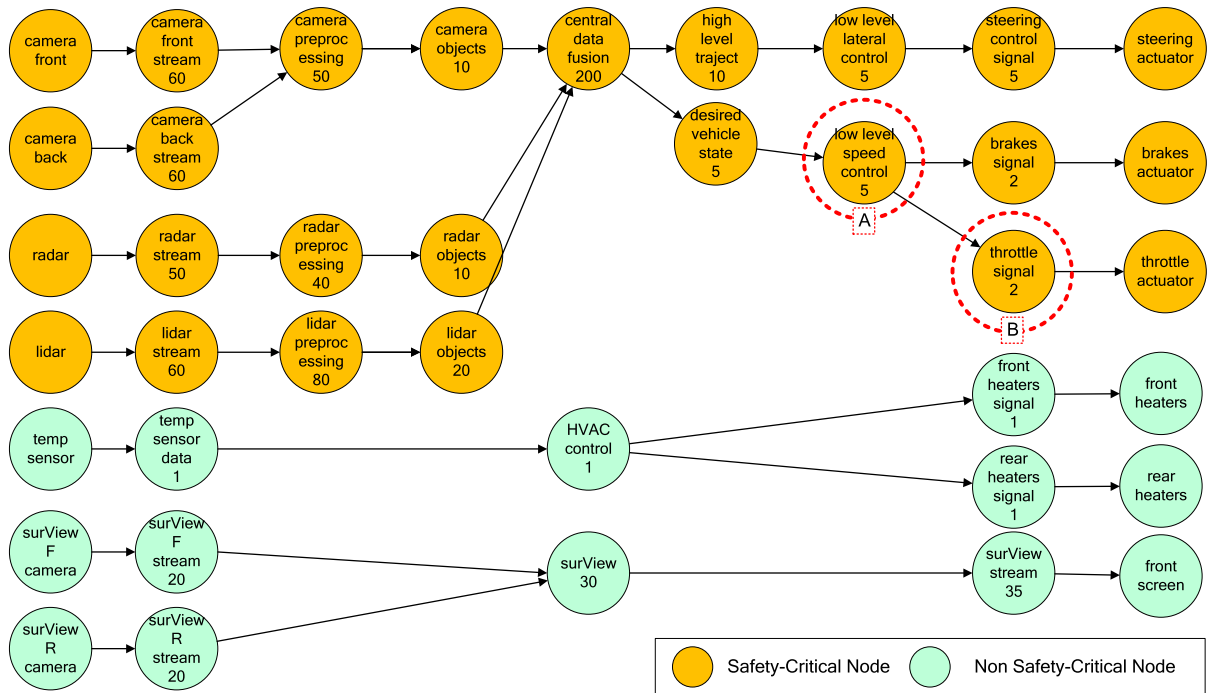 camera
front
camera
front
stream
60
camera
preproc
essing
50
camera
objects
10
central
data
fusion
200
high
level
traject
10
low level
lateral
control
5
steering
control
signal
5
steering
actuator
camera
back
camera
back
stream
60
desired
vehicle
state
5
low level
speed
control
5
A
brakes
signal
2
brakes
actuator
radar
radar
stream
50
radar
preproc
essing
40
radar
objects
10
throttle
signal
2
B
throttle
actuator
lidar
lidar
stream
60
lidar
preproc
essing
80
lidar
objects
20
front
heaters
signal
1
front
heaters
temp
sensor
temp
sensor
data
1
HVAC
control
1
rear
heaters
signal
1
rear
heaters
surView
F
camera
surView
F
stream
20
surView
30
surView
stream
35
front
screen
surView
R
camera
surView
R
stream
20
Safety-Critical Node
Non Safety-Critical Node